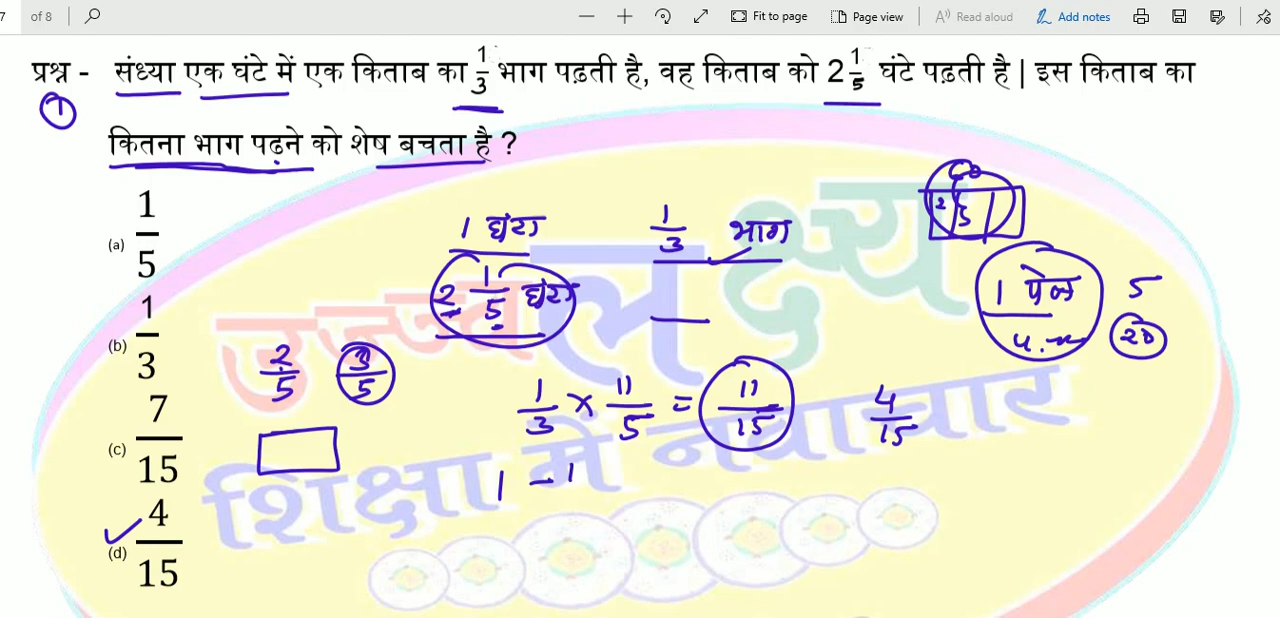 7 of 8 Fit to page Page view Read aloud Add notes
प्रश्न - संध्या एक घंटे में एक किताब का 1/3 भाग पढ़ती है, वह किताब को 2 1/5 घंटे पढ़ती है | इस किताब का
1
कितना भाग पढ़ने को शेष बचता है ?
(a) 1/5
(b) 1/3
(c) 7/15
(d) 4/15
1 घंटा 1/3 भाग
2 1/5 घंटा
1 पेन 5
20
2/5 3/5
1/3 × 11/5 = 11/15 4/15
1 - 1
उज्ज्व लक्ष्य
शिक्षा में नवाचार